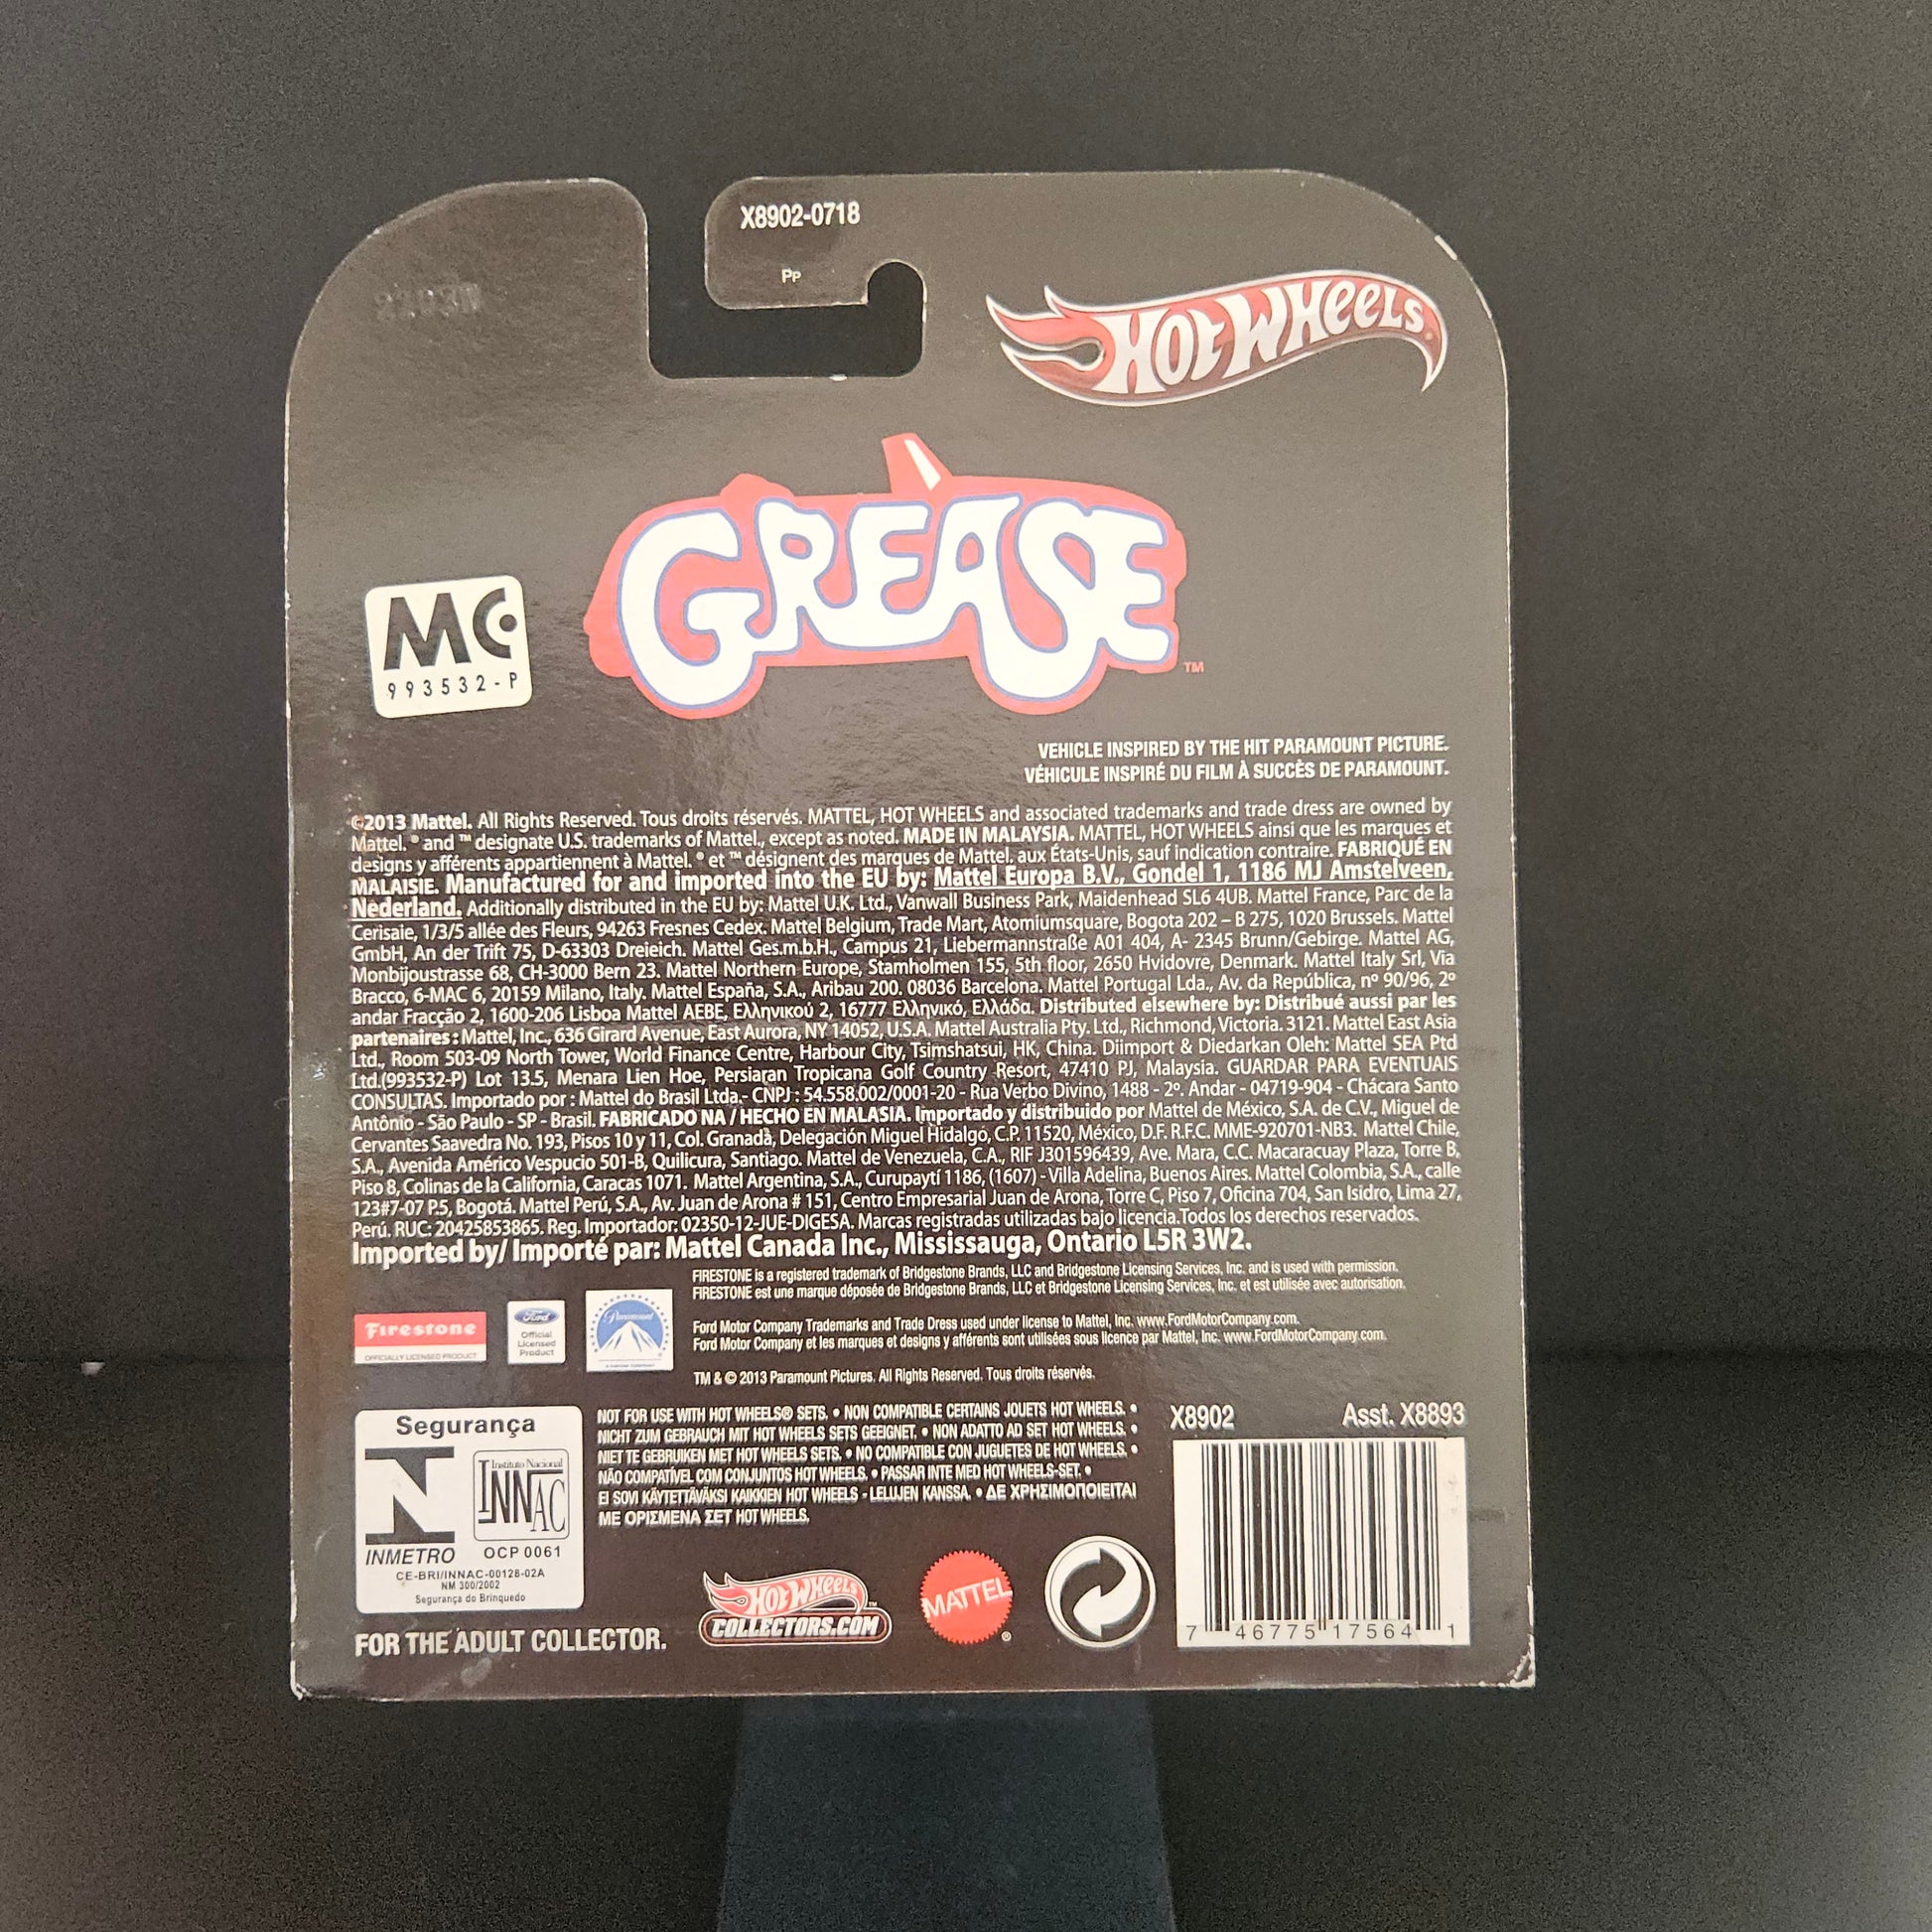 X8902-0718
Pp
HOT WHEELS
GREASE™
MC
993532-P
VEHICLE INSPIRED BY THE HIT PARAMOUNT PICTURE.
VÉHICULE INSPIRÉ DU FILM À SUCCÈS DE PARAMOUNT.
©2013 Mattel. All Rights Reserved. Tous droits réservés. MATTEL, HOT WHEELS and associated trademarks and trade dress are owned by
Mattel. ® and ™ designate U.S. trademarks of Mattel., except as noted. MADE IN MALAYSIA. MATTEL, HOT WHEELS ainsi que les marques et
designs y afférents appartiennent à Mattel. ® et ™ désignent des marques de Mattel. aux États-Unis, sauf indication contraire. FABRIQUÉ EN
MALAISIE. Manufactured for and imported into the EU by: Mattel Europa B.V., Gondel 1, 1186 MJ Amstelveen,
Nederland. Additionally distributed in the EU by: Mattel U.K. Ltd., Vanwall Business Park, Maidenhead SL6 4UB. Mattel France, Parc de la
Cerisaie, 1/3/5 allée des Fleurs, 94263 Fresnes Cedex. Mattel Belgium, Trade Mart, Atomiumsquare, Bogota 202 – B 275, 1020 Brussels. Mattel
GmbH, An der Trift 75, D-63303 Dreieich. Mattel Ges.m.b.H., Campus 21, Liebermannstraße A01 404, A- 2345 Brunn/Gebirge. Mattel AG,
Monbijoustrasse 68, CH-3000 Bern 23. Mattel Northern Europe, Stamholmen 155, 5th floor, 2650 Hvidovre, Denmark. Mattel Italy Srl, Via
Bracco, 6-MAC 6, 20159 Milano, Italy. Mattel España, S.A., Aribau 200. 08036 Barcelona. Mattel Portugal Lda., Av. da República, nº 90/96, 2º
andar Fracção 2, 1600-206 Lisboa Mattel AEBE, Ελληνικού 2, 16777 Ελληνικό, Ελλάδα. Distributed elsewhere by: Distribué aussi par les
partenaires : Mattel, Inc., 636 Girard Avenue, East Aurora, NY 14052, U.S.A. Mattel Australia Pty. Ltd., Richmond, Victoria. 3121. Mattel East Asia
Ltd., Room 503-09 North Tower, World Finance Centre, Harbour City, Tsimshatsui, HK, China. Diimport & Diedarkan Oleh: Mattel SEA Ptd
Ltd.(993532-P) Lot 13.5, Menara Lien Hoe, Persiaran Tropicana Golf Country Resort, 47410 PJ, Malaysia. GUARDAR PARA EVENTUAIS
CONSULTAS. Importado por : Mattel do Brasil Ltda.- CNPJ : 54.558.002/0001-20 - Rua Verbo Divino, 1488 - 2º. Andar - 04719-904 - Chácara Santo
Antônio - São Paulo - SP - Brasil. FABRICADO NA / HECHO EN MALASIA. Importado y distribuido por Mattel de México, S.A. de C.V., Miguel de
Cervantes Saavedra No. 193, Pisos 10 y 11, Col. Granada, Delegación Miguel Hidalgo, C.P. 11520, México, D.F. R.F.C. MME-920701-NB3. Mattel Chile,
S.A., Avenida Américo Vespucio 501-B, Quilicura, Santiago. Mattel de Venezuela, C.A., RIF J301596439, Ave. Mara, C.C. Macaracuay Plaza, Torre B,
Piso 8, Colinas de la California, Caracas 1071. Mattel Argentina, S.A., Curupaytí 1186, (1607) - Villa Adelina, Buenos Aires. Mattel Colombia, S.A., calle
123#7-07 P.5, Bogotá. Mattel Perú, S.A., Av. Juan de Arona # 151, Centro Empresarial Juan de Arona, Torre C, Piso 7, Oficina 704, San Isidro, Lima 27,
Perú. RUC: 20425853865. Reg. Importador: 02350-12-JUE-DIGESA. Marcas registradas utilizadas bajo licencia.Todos los derechos reservados.
Imported by/ Importé par: Mattel Canada Inc., Mississauga, Ontario L5R 3W2.
FIRESTONE is a registered trademark of Bridgestone Brands, LLC and Bridgestone Licensing Services, Inc. and is used with permission.
FIRESTONE est une marque déposée de Bridgestone Brands, LLC et Bridgestone Licensing Services, Inc. et est utilisée avec autorisation.
Firestone
OFFICIALLY LICENSED PRODUCT
Ford
Official
Licensed
Product
Paramount
Ford Motor Company Trademarks and Trade Dress used under license to Mattel, Inc. www.FordMotorCompany.com.
Ford Motor Company et les marques et designs y afférents sont utilisées sous licence par Mattel, Inc. www.FordMotorCompany.com.
TM & © 2013 Paramount Pictures. All Rights Reserved. Tous droits réservés.
Segurança
Instituto Nacional
INNAC
INMETRO
OCP 0061
CE-BRI/INNAC-00128-02A
NM 300/2002
Segurança do Brinquedo
NOT FOR USE WITH HOT WHEELS® SETS. • NON COMPATIBLE CERTAINS JOUETS HOT WHEELS. •
NICHT ZUM GEBRAUCH MIT HOT WHEELS SETS GEEIGNET. • NON ADATTO AD SET HOT WHEELS. •
NIET TE GEBRUIKEN MET HOT WHEELS SETS. • NO COMPATIBLE CON JUGUETES DE HOT WHEELS. •
NÃO COMPATÍVEL COM CONJUNTOS HOT WHEELS. • PASSAR INTE MED HOT WHEELS-SET. •
EI SOVI KÄYTETTÄVÄKSI KAIKKIEN HOT WHEELS - LELUJEN KANSSA. • ΔΕ ΧΡΗΣΙΜΟΠΟΙΕΙΤΑΙ
ΜΕ ΟΡΙΣΜΕΝΑ ΣΕΤ HOT WHEELS.
X8902 Asst. X8893
7 46775 17564 1
FOR THE ADULT COLLECTOR.
HOT WHEELS™
COLLECTORS.COM
MATTEL®